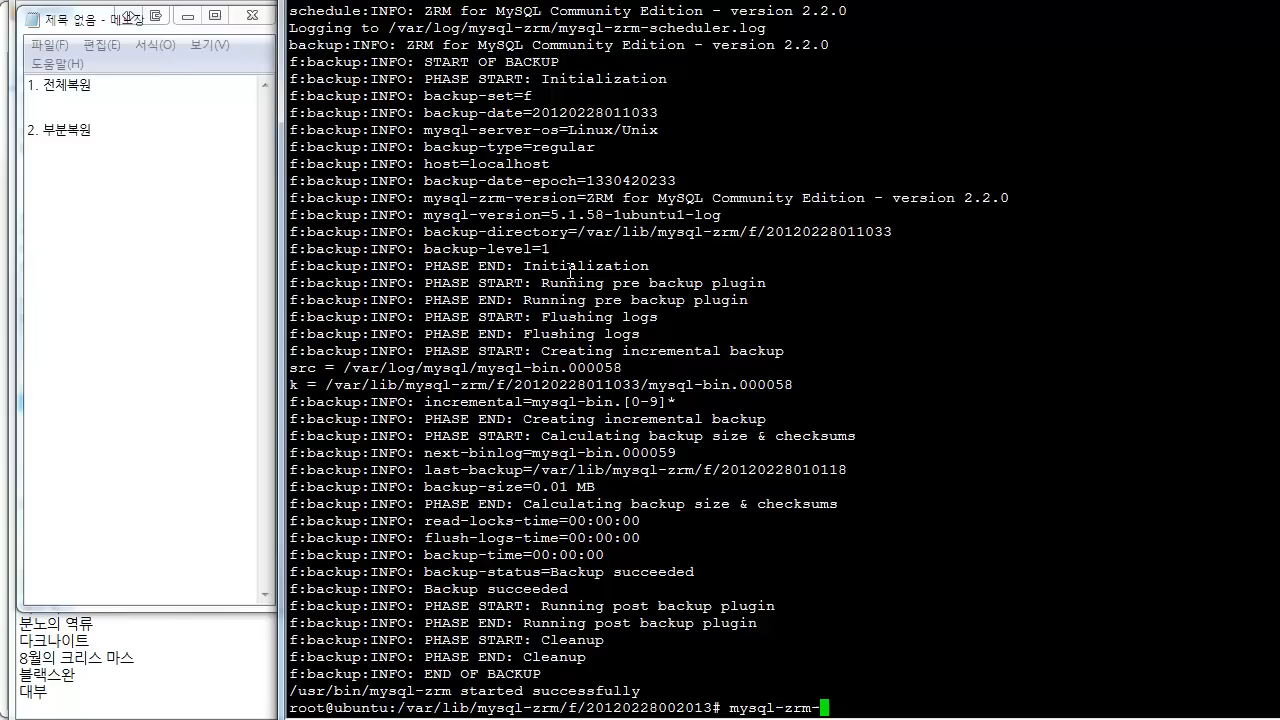 제목 없음 - 메모장
파일(F) 편집(E) 서식(O) 보기(V)
도움말(H)
1. 전체복원
2. 부분복원
분노의 역류
다크나이트
8월의 크리스 마스
블랙스완
대부
schedule:INFO: ZRM for MySQL Community Edition - version 2.2.0
Logging to /var/log/mysql-zrm/mysql-zrm-scheduler.log
backup:INFO: ZRM for MySQL Community Edition - version 2.2.0
f:backup:INFO: START OF BACKUP
f:backup:INFO: PHASE START: Initialization
f:backup:INFO: backup-set=f
f:backup:INFO: backup-date=20120228011033
f:backup:INFO: mysql-server-os=Linux/Unix
f:backup:INFO: backup-type=regular
f:backup:INFO: host=localhost
f:backup:INFO: backup-date-epoch=1330420233
f:backup:INFO: mysql-zrm-version=ZRM for MySQL Community Edition - version 2.2.0
f:backup:INFO: mysql-version=5.1.58-1ubuntu1-log
f:backup:INFO: backup-directory=/var/lib/mysql-zrm/f/20120228011033
f:backup:INFO: backup-level=1
f:backup:INFO: PHASE END: Initialization
f:backup:INFO: PHASE START: Running pre backup plugin
f:backup:INFO: PHASE END: Running pre backup plugin
f:backup:INFO: PHASE START: Flushing logs
f:backup:INFO: PHASE END: Flushing logs
f:backup:INFO: PHASE START: Creating incremental backup
src = /var/log/mysql/mysql-bin.000058
k = /var/lib/mysql-zrm/f/20120228011033/mysql-bin.000058
f:backup:INFO: incremental=mysql-bin.[0-9]*
f:backup:INFO: PHASE END: Creating incremental backup
f:backup:INFO: PHASE START: Calculating backup size & checksums
f:backup:INFO: next-binlog=mysql-bin.000059
f:backup:INFO: last-backup=/var/lib/mysql-zrm/f/20120228010118
f:backup:INFO: backup-size=0.01 MB
f:backup:INFO: PHASE END: Calculating backup size & checksums
f:backup:INFO: read-locks-time=00:00:00
f:backup:INFO: flush-logs-time=00:00:00
f:backup:INFO: backup-time=00:00:00
f:backup:INFO: backup-status=Backup succeeded
f:backup:INFO: Backup succeeded
f:backup:INFO: PHASE START: Running post backup plugin
f:backup:INFO: PHASE END: Running post backup plugin
f:backup:INFO: PHASE START: Cleanup
f:backup:INFO: PHASE END: Cleanup
f:backup:INFO: END OF BACKUP
/usr/bin/mysql-zrm started successfully
root@ubuntu:/var/lib/mysql-zrm/f/20120228002013# mysql-zrm-